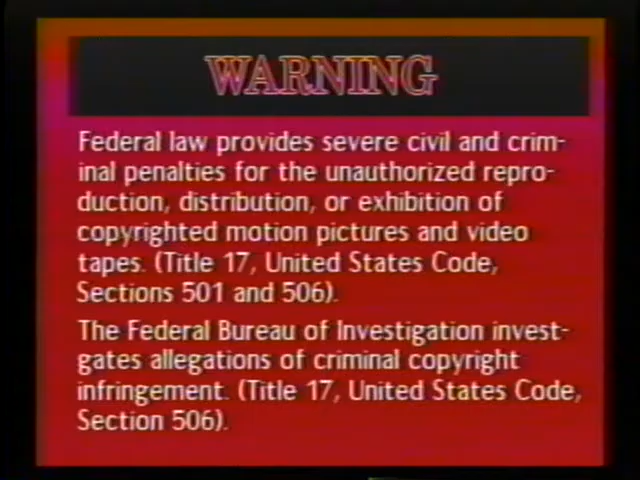 WARNING
Federal law provides severe civil and crim-
inal penalties for the unauthorized repro-
duction, distribution, or exhibition of
copyrighted motion pictures and video
tapes. (Title 17, United States Code,
Sections 501 and 506).
The Federal Bureau of Investigation invest-
gates allegations of criminal copyright
infringement. (Title 17, United States Code,
Section 506).